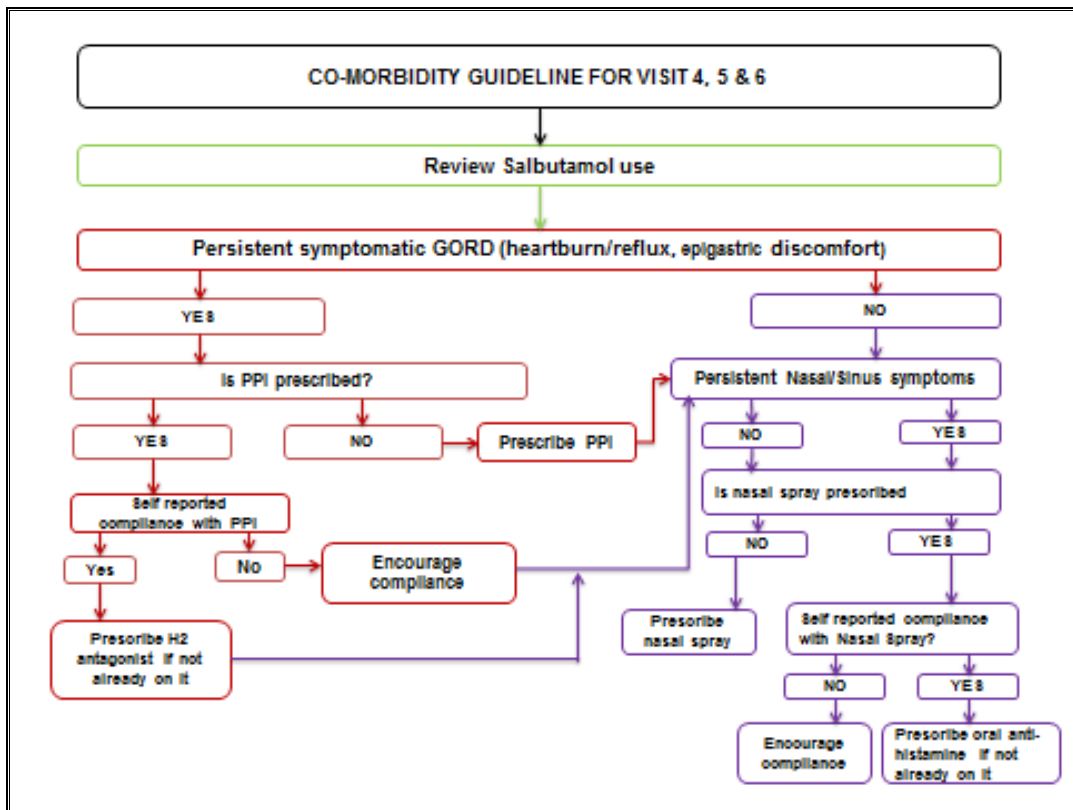 CO-MORBIDITY GUIDELINE FOR VISIT 4, 5 & 6
Review Salbutamol use
Persistent symptomatic GORD (heartburn/reflux, epigastric discomfort)
YES
NO
Is PPI prescribed?
Persistent Nasal/Sinus symptoms
YES
NO
Prescribe PPI
NO
YES
Self reported
compliance with PPI
Is nasal spray prescribed
Yes
No
Encourage
compliance
NO
YES
Prescribe H2
antagonist if not
already on it
Prescribe
nasal spray
Self reported compliance
with Nasal Spray?
NO
YES
Encourage
compliance
Prescribe oral anti-
histamine if not
already on it